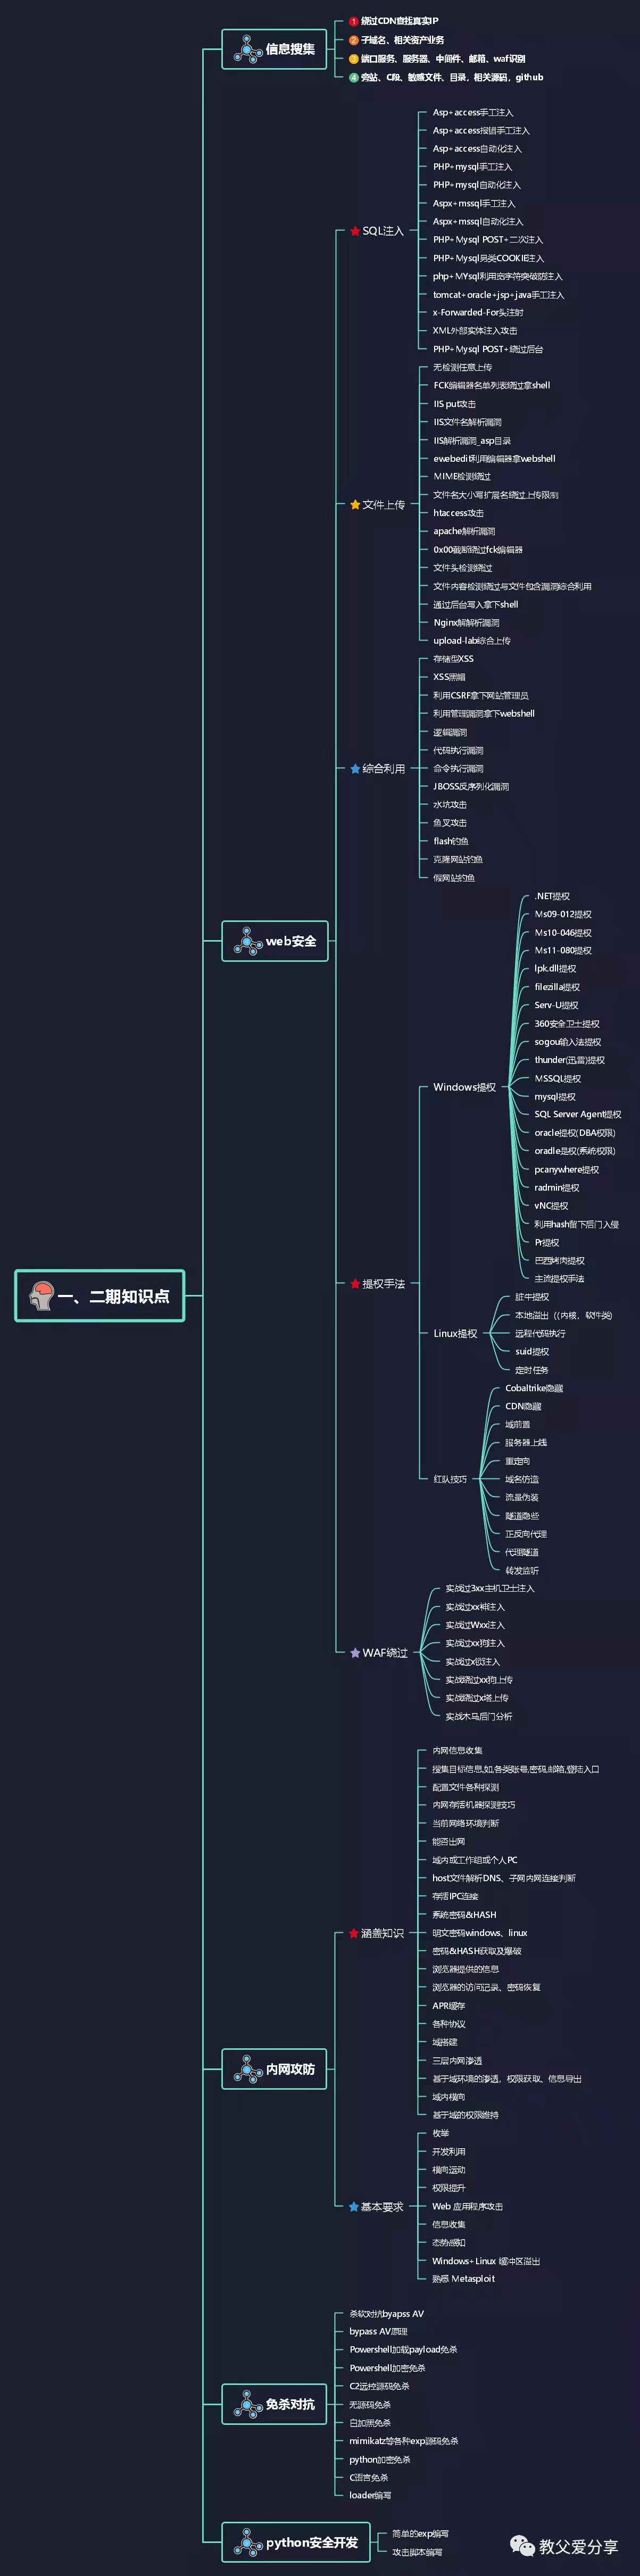 一、二期知识点
信息搜集
1 绕过CDN查找真实IP
2 子域名、相关资产业务
3 端口服务、服务器、中间件、邮箱、waf识别
4 旁站、C段、敏感文件、目录，相关源码，github
web安全
SQL注入
Asp+access手工注入
Asp+access报错手工注入
Asp+access自动化注入
PHP+mysql手工注入
PHP+mysql自动化注入
Aspx+mssql手工注入
Aspx+mssql自动化注入
PHP+Mysql POST+二次注入
PHP+Mysql另类COOKIE注入
php+MYsql利用宽字符突破防注入
tomcat+oracle+jsp+java手工注入
x-Forwarded-For头注射
XML外部实体注入攻击
PHP+Mysql POST+绕过后台
文件上传
无检测任意上传
FCK编辑器名单列表绕过拿shell
IIS put攻击
IIS文件名解析漏洞
IIS解析漏洞_asp目录
ewebedit利用编辑器拿webshell
MIME检测绕过
文件名大小写扩展名绕过上传限制
htaccess攻击
apache解析漏洞
0x00截断绕过fck编辑器
文件头检测绕过
文件内容检测绕过与文件包含漏洞综合利用
通过后台写入拿下shell
Nginx解解析漏洞
upload-lab综合上传
综合利用
存储型XSS
XSS黑帽
利用CSRF拿下网站管理员
利用管理漏洞拿下webshell
逻辑漏洞
代码执行漏洞
命令执行漏洞
JBOSS反序列化漏洞
水坑攻击
鱼叉攻击
flash钓鱼
克隆网站钓鱼
假网站钓鱼
提权手法
Windows提权
.NET提权
Ms09-012提权
Ms10-046提权
Ms11-080提权
lpk.dll提权
filezilla提权
Serv-U提权
360安全卫士提权
sogou输入法提权
thunder(迅雷)提权
MSSQL提权
mysql提权
SQL Server Agent提权
oracle提权(DBA权限)
oradle是权(系统权限)
pcanywhere提权
radmin提权
vNC提权
利用hash留下后门入侵
Pr提权
巴西烤肉提权
主流提权手法
Linux提权
脏牛提权
本地溢出（(内核，软件类)
远程代码执行
suid提权
定时任务
红队技巧
Cobaltrike隐藏
CDN隐藏
域前置
服务器上线
重定向
域名仿造
流量伪装
隧道隐些
正反向代理
代理隧道
转发监听
WAF绕过
实战过3xx主机卫士注入
实战过xx神注入
实战过Wxx注入
实战过xx狗注入
实战过x锁注入
实战绕过xx狗上传
实战绕过x塔上传
实战木马后门分析
内网攻防
涵盖知识
内网信息收集
搜集目标信息,如,各类账号,密码,邮箱,登陆入口
配置文件各种探测
内网存活机器探测技巧
当前网络环境判断
能否出网
域内或工作组或个人PC
host文件解析DNS、子网内网连接判断
存活IPC连接
系统密码&HASH
明文密码windows、linux
密码&HASH获取及爆破
浏览器提供的信息
浏览器的访问记录、密码恢复
APR缓存
各种协议
域搭建
三层内网渗透
基于域环境的渗透，权限获取、信息导出
域内横向
基于域的权限维持
基本要求
枚举
开发利用
横向运动
权限提升
Web 应用程序攻击
信息收集
态势感知
Windows+Linux 缓冲区溢出
熟悉 Metasploit
免杀对抗
杀软对抗byapss AV
bypass AV原理
Powershell加载payload免杀
Powershell加密免杀
C2远控源码免杀
无源码免杀
白加黑免杀
mimikatz等各种exp源码免杀
python加密免杀
C语言免杀
loader编写
python安全开发
简单的exp编写
攻击脚本编写
教父爱分享